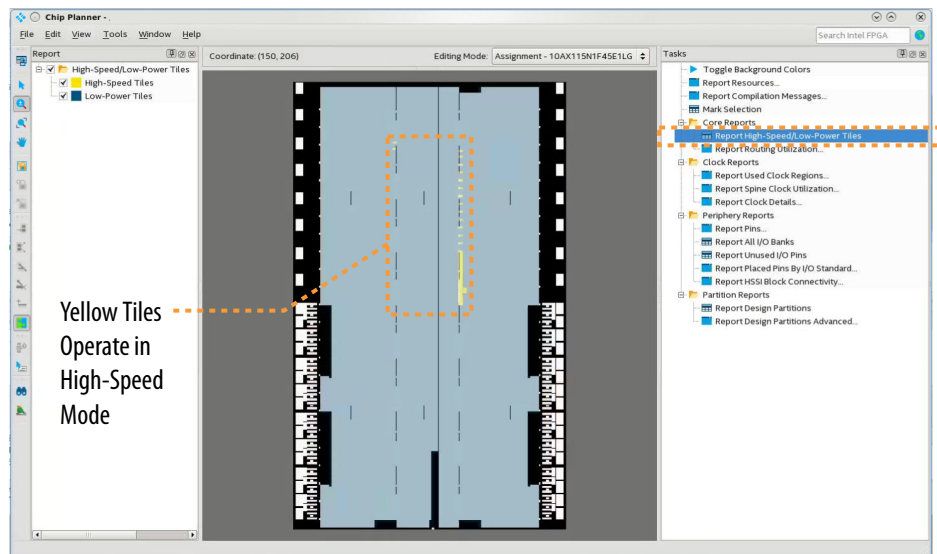 Chip Planner - .
File Edit View Tools Window Help
Search Intel FPGA
Report
High-Speed/Low-Power Tiles
High-Speed Tiles
Low-Power Tiles
Coordinate: (150, 206)
Editing Mode: Assignment - 10AX115N1F45E1LG
Tasks
Toggle Background Colors
Report Resources...
Report Compilation Messages...
Mark Selection
Core Reports
Report High-Speed/Low-Power Tiles
Report Routing Utilization...
Clock Reports
Report Used Clock Regions...
Report Spine Clock Utilization...
Report Clock Details...
Periphery Reports
Report Pins...
Report All I/O Banks
Report Unused I/O Pins
Report Placed Pins By I/O Standard...
Report HSSI Block Connectivity...
Partition Reports
Report Design Partitions
Report Design Partitions Advanced...
Yellow Tiles
Operate in
High-Speed
Mode